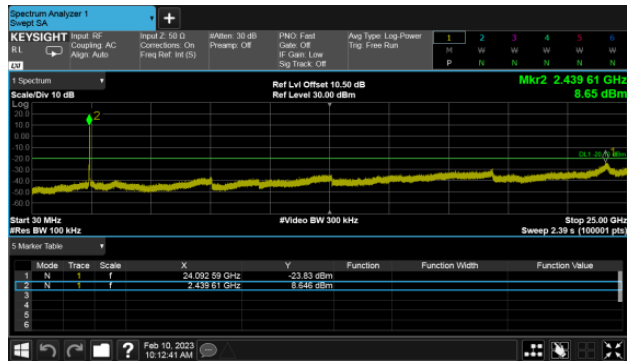 Spectrum Analyzer 1
Swept SA
+
KEYSIGHT Input: RF Input Z: 50 Ω #Atten: 30 dB PNO: Fast Avg Type: Log-Power 1 2 3 4 5 6
RL Coupling: AC Corrections: On Preamp: Off Gate: Off Trig: Free Run M W W W W W
Align: Auto Freq Ref: Int (S) IF Gain: Low P N N N N N
Sig Track: Off
LXI
1 Spectrum Ref Lvl Offset 10.50 dB Mkr2 2.439 61 GHz
Scale/Div 10 dB Ref Level 30.00 dBm 8.65 dBm
Log
20.0
10.0
0.00
-10.0
-20.0
-30.0
-40.0
-50.0
-60.0
2
Start 30 MHz #Video BW 300 kHz Stop 25.00 GHz
#Res BW 100 kHz Sweep 2.39 s (100001 pts)
5 Marker Table
Mode Trace Scale X Y Function Function Width Function Value
1 N 1 f 24.092 59 GHz -23.83 dBm
2 N 1 f 2.439 61 GHz 8.646 dBm
3
4
5
6
? Feb 10, 2023
10:12:41 AM